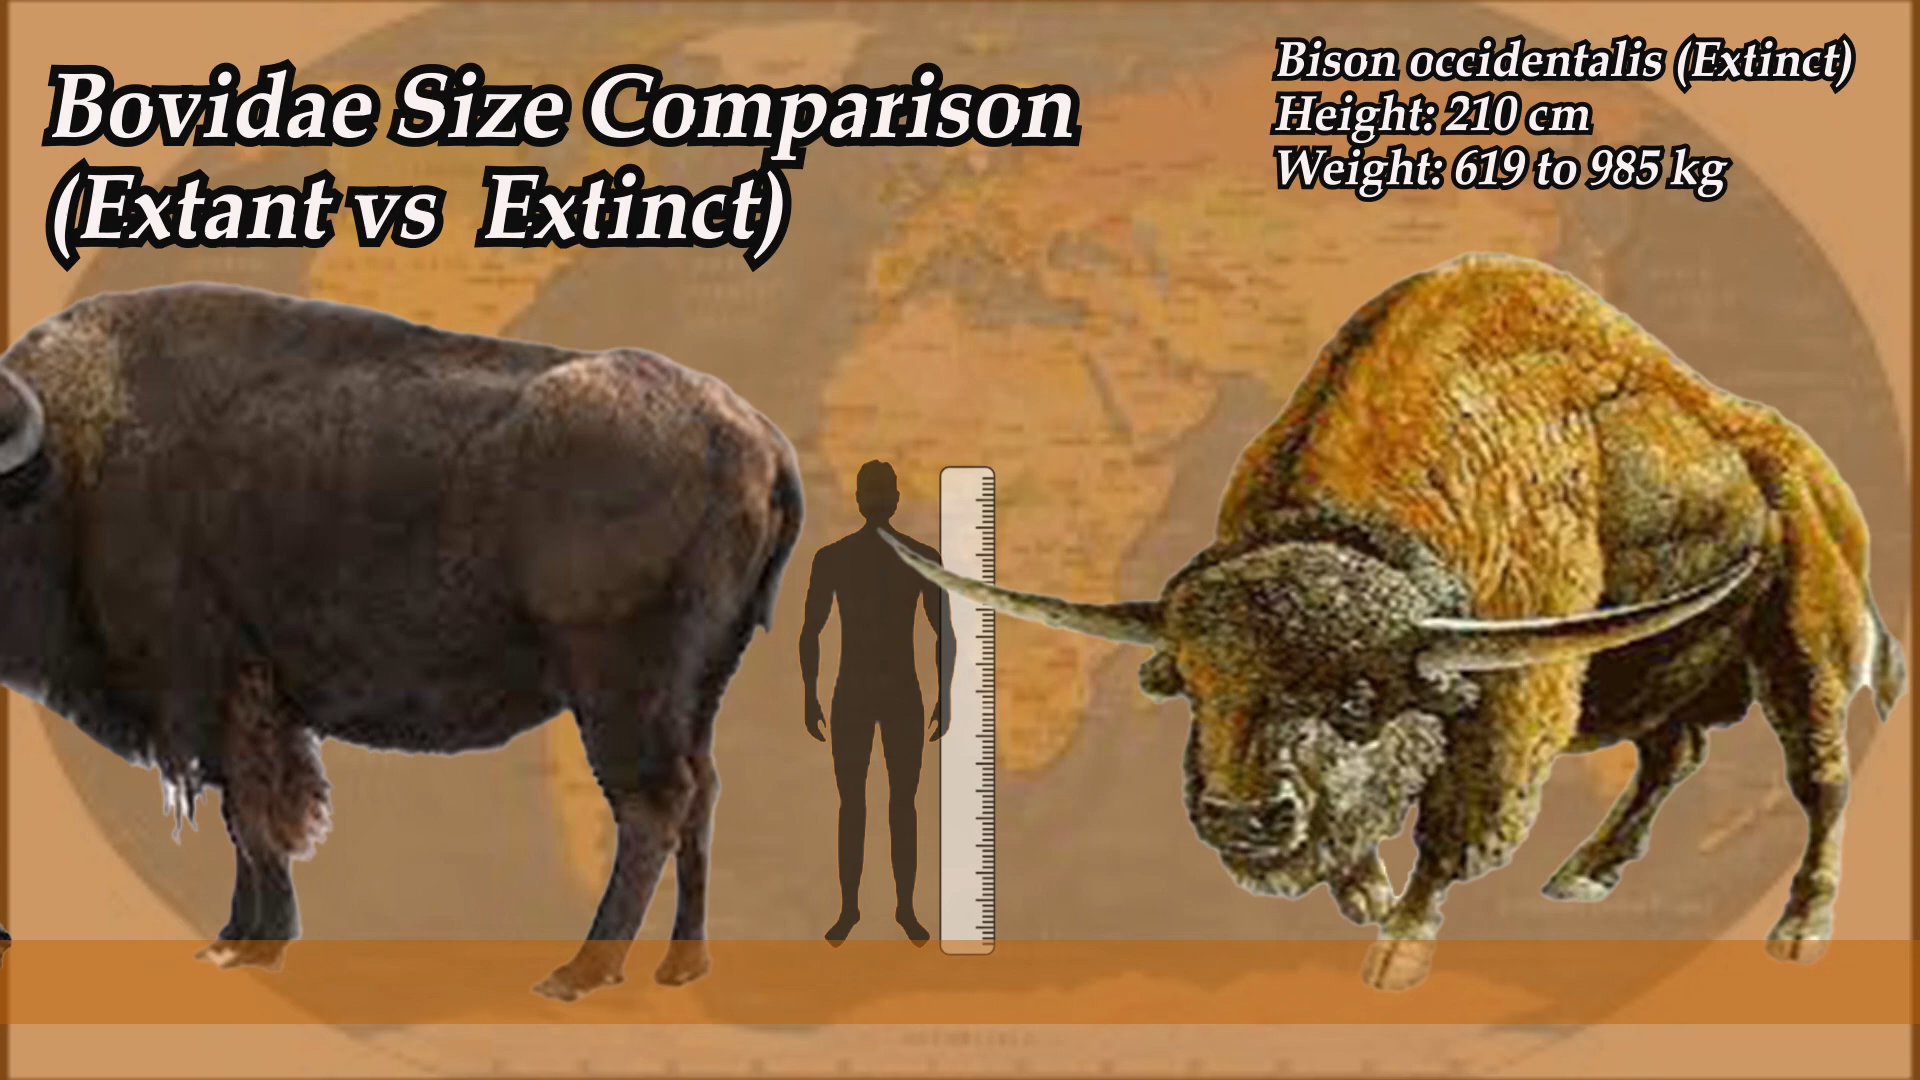 Bovidae Size Comparison
(Extant vs  Extinct)
Bison occidentalis (Extinct)
Height: 210 cm
Weight: 619 to 985 kg